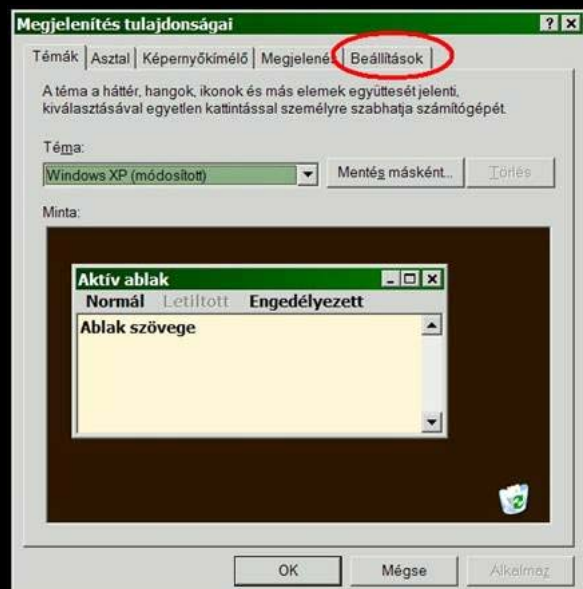 Megjelenítés tulajdonságai
Témák Asztal Képernyőkímélő Megjelenés Beállítások
A téma a háttér, hangok, ikonok és más elemek együttesét jelenti,
kiválasztásával egyetlen kattintással személyre szabhatja számítógépét.
Téma:
Windows XP (módosított) Mentés másként... Törlés
Minta:
Aktív ablak
Normál Letiltott Engedélyezett
Ablak szövege
OK Mégse Alkalmaz